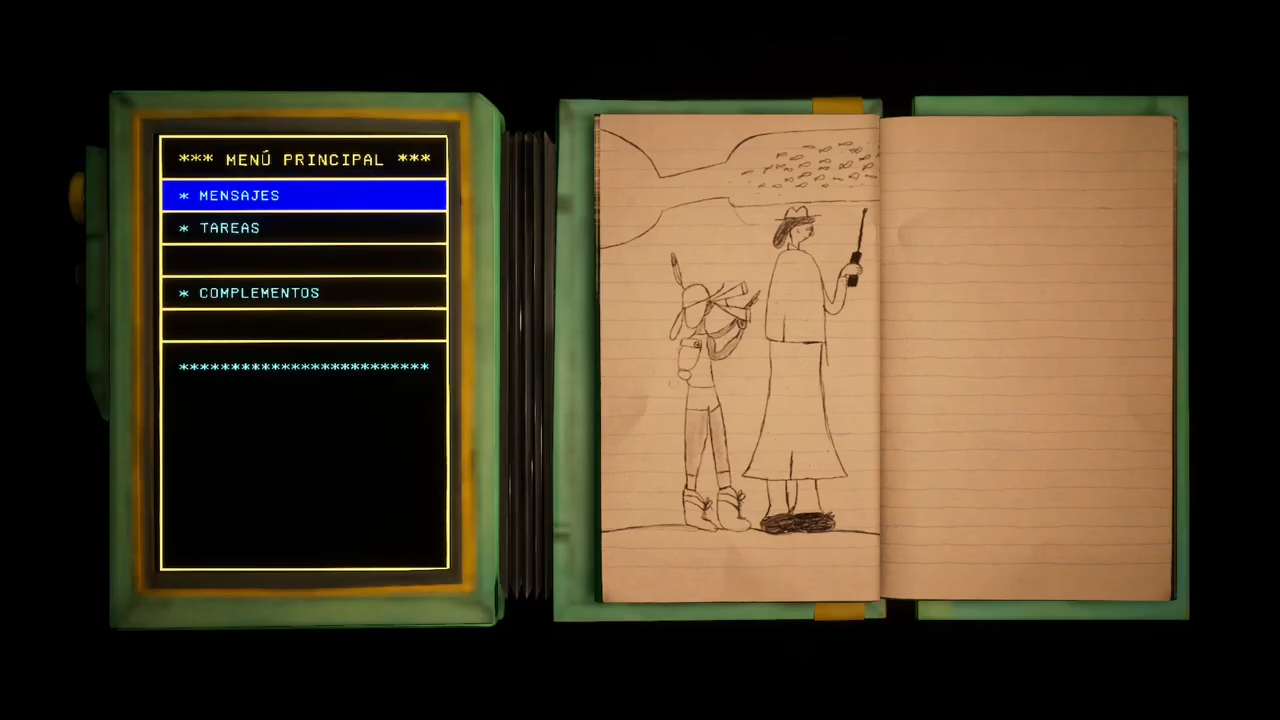 *** MENÚ PRINCIPAL ***
* MENSAJES
* TAREAS
* COMPLEMENTOS
*************************